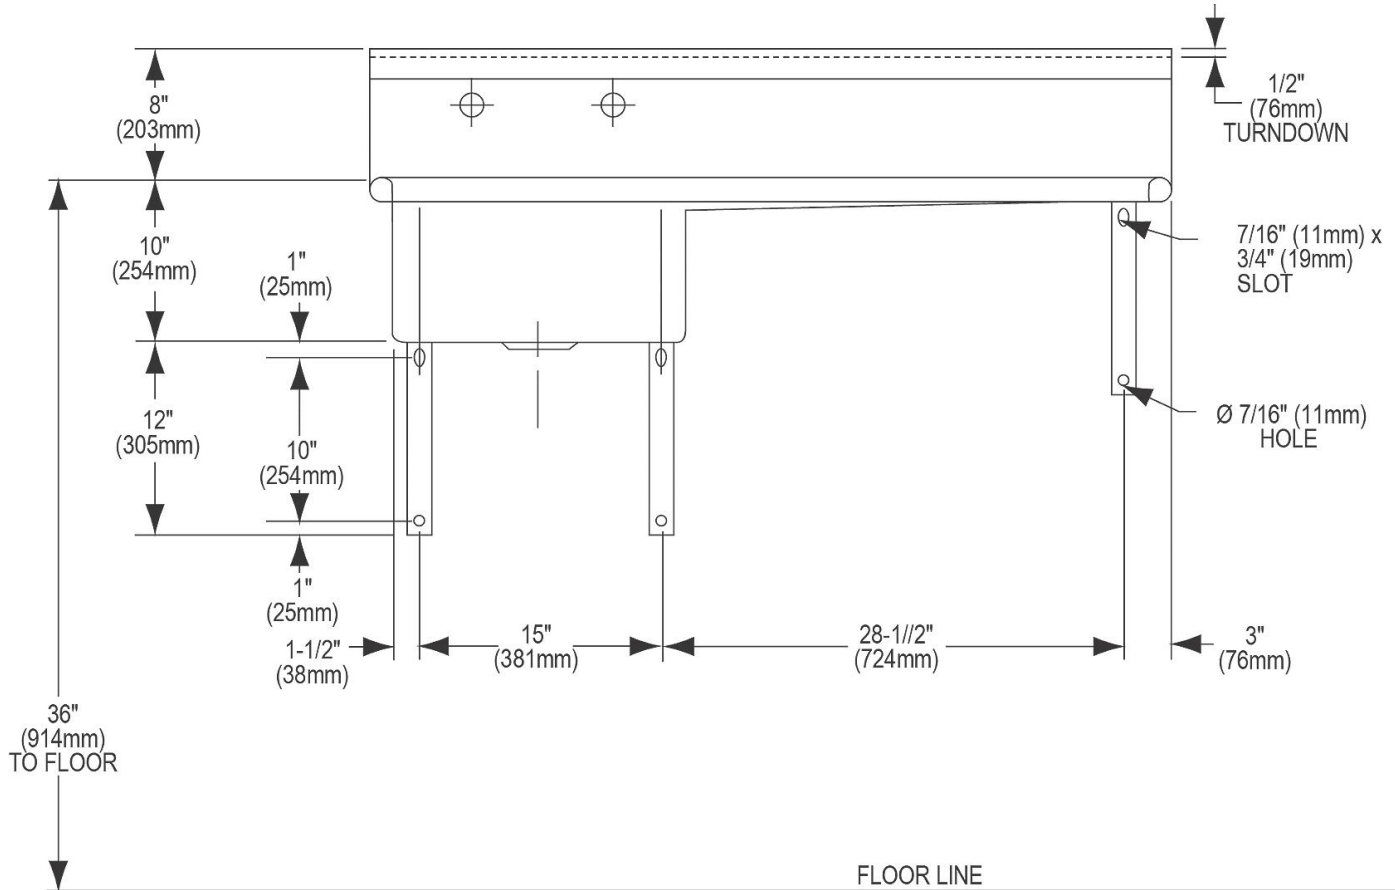 8"
(203mm)
1/2"
(76mm)
TURNDOWN
10"
(254mm)
1"
(25mm)
7/16" (11mm) x
3/4" (19mm)
SLOT
12"
(305mm)
10"
(254mm)
Ø 7/16" (11mm)
HOLE
1"
(25mm)
1-1/2"
(38mm)
15"
(381mm)
28-1//2"
(724mm)
3"
(76mm)
36"
(914mm)
TO FLOOR
FLOOR LINE